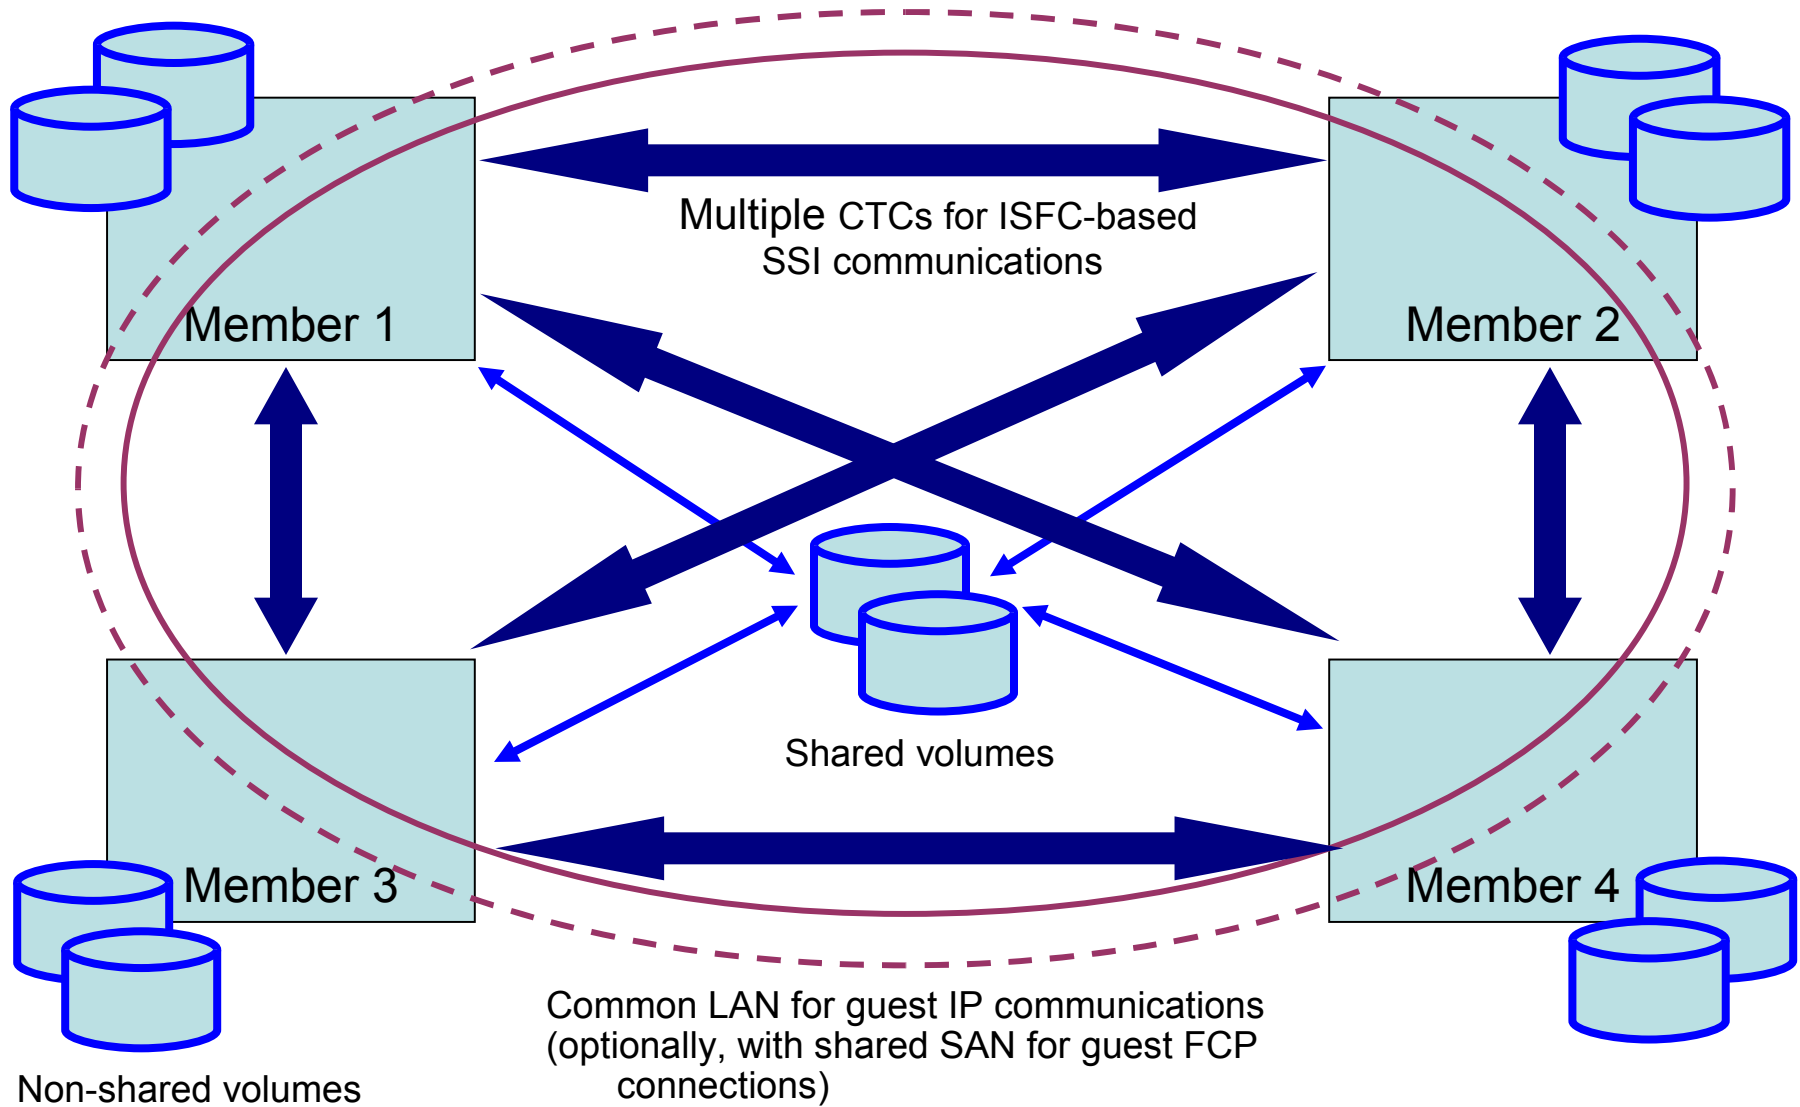 Multiple CTCs for ISFC-based
SSI communications
Member 1
Member 2
Shared volumes
Member 3
Member 4
Common LAN for guest IP communications
(optionally, with shared SAN for guest FCP
connections)
Non-shared volumes